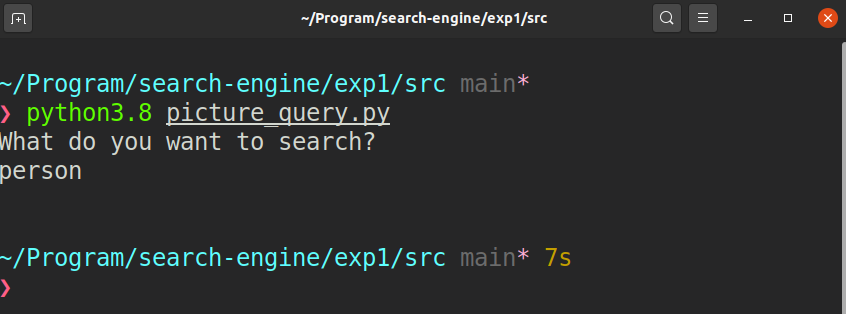 ~/Program/search-engine/exp1/src
~/Program/search-engine/exp1/src main*
❯ python3.8 picture_query.py
What do you want to search?
person
~/Program/search-engine/exp1/src main* 7s
❯